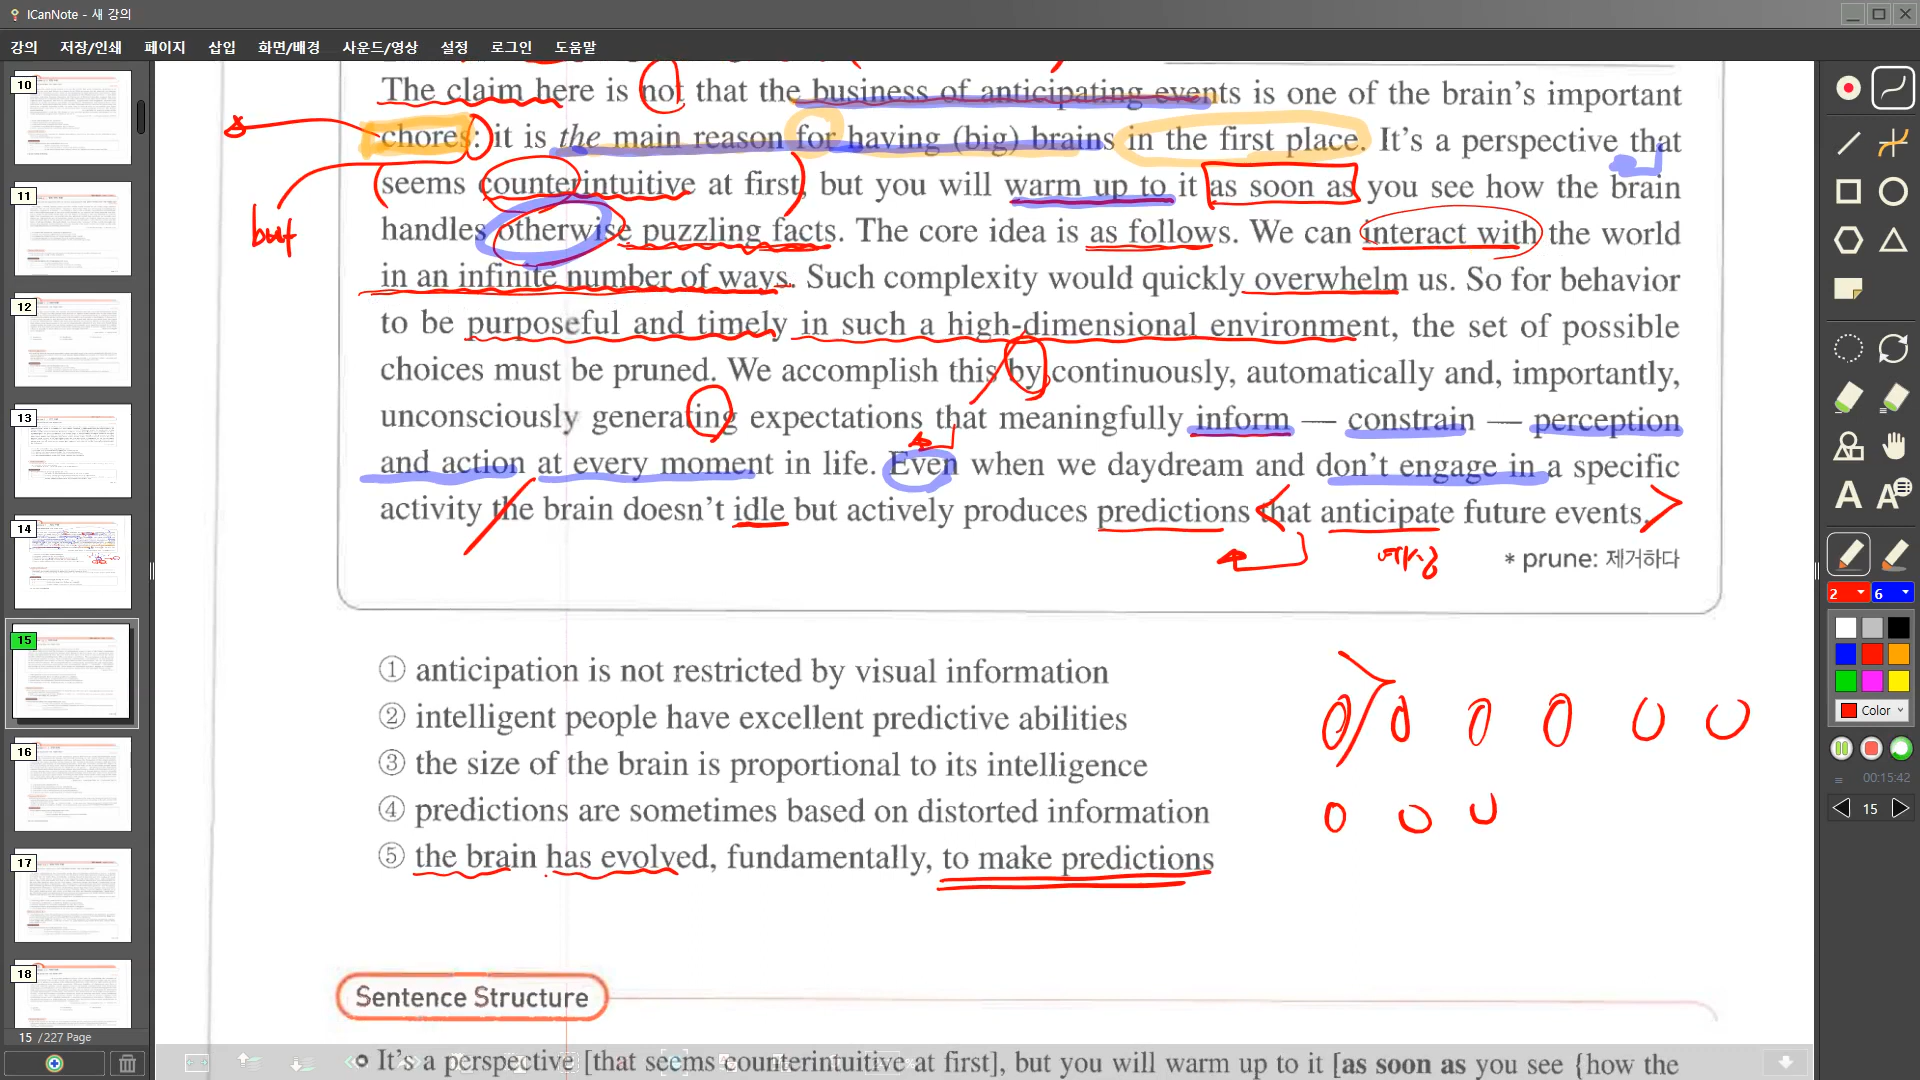 ICanNote - 새 강의
강의 저장/인쇄 페이지 삽입 화면/배경 사운드/영상 설정 로그인 도움말
10
11
12
13
14
15
16
17
18
15 /227 Page
The claim here is not that the business of anticipating events is one of the brain's important
chores: it is the main reason for having (big) brains in the first place. It's a perspective that
seems counterintuitive at first, but you will warm up to it as soon as you see how the brain
but
handles otherwise puzzling facts. The core idea is as follows. We can interact with the world
in an infinite number of ways. Such complexity would quickly overwhelm us. So for behavior
to be purposeful and timely in such a high-dimensional environment, the set of possible
choices must be pruned. We accomplish this by continuously, automatically and, importantly,
unconsciously generating expectations that meaningfully inform — constrain — perception
and action at every moment in life. Even when we daydream and don't engage in a specific
activity the brain doesn't idle but actively produces predictions that anticipate future events.
예상
* prune: 제거하다
① anticipation is not restricted by visual information
② intelligent people have excellent predictive abilities
③ the size of the brain is proportional to its intelligence
④ predictions are sometimes based on distorted information
⑤ the brain has evolved, fundamentally, to make predictions
Sentence Structure
It's a perspective [that seems counterintuitive at first], but you will warm up to it [as soon as you see {how the
2 6
Color
00:15:42
15